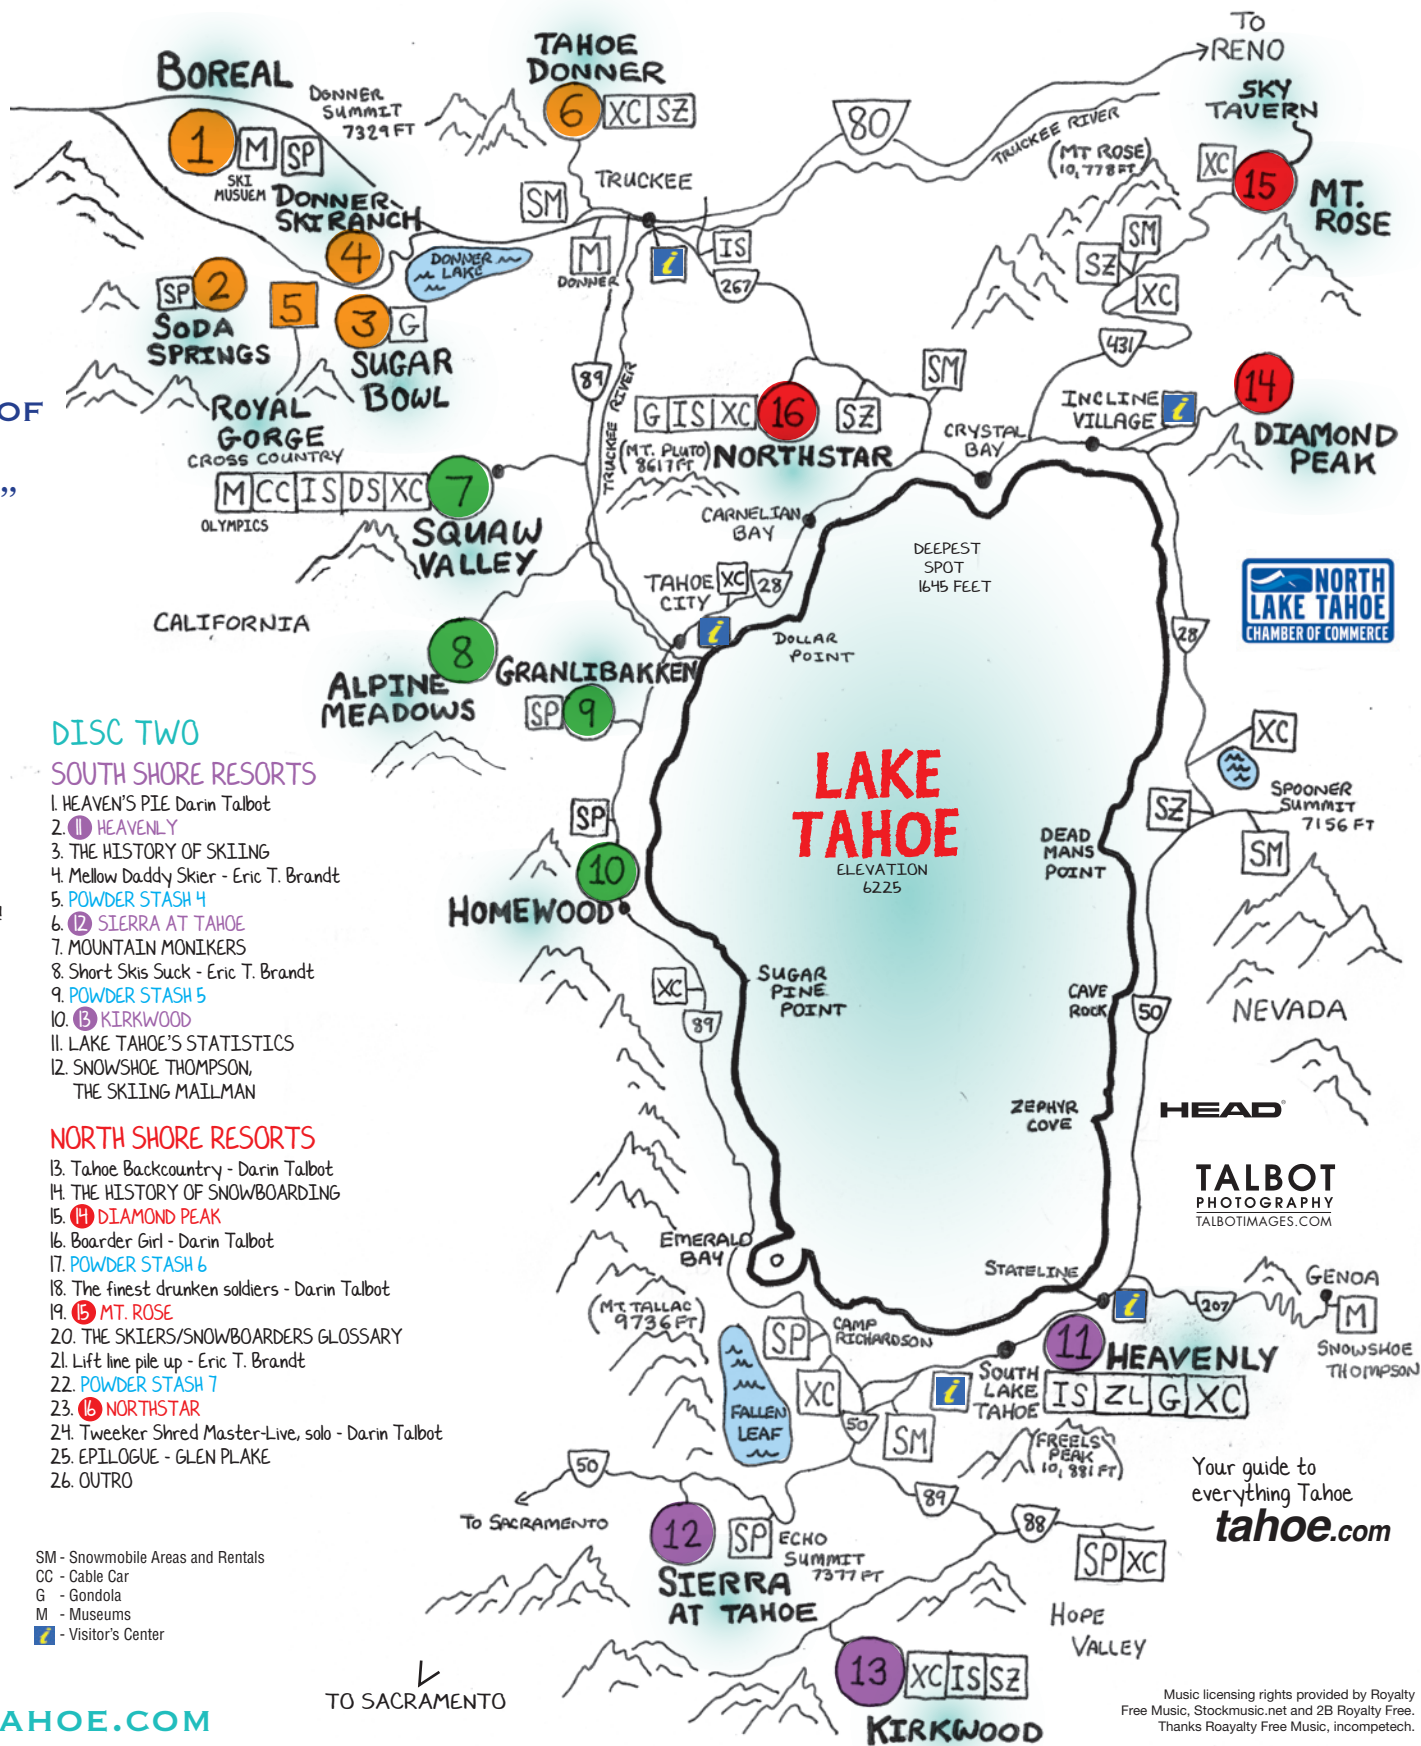 TO
RENO
TAHOE
DONNER
6
XC SZ
BOREAL
1
M
SP
SKI
MUSUEM
DONNER
SUMMIT
7329 FT
80
TRUCKEE RIVER
SKY
TAVERN
(MT ROSE)
10,778 FT
XC
15
MT.
ROSE
DONNER
SKI RANCH
4
SM
TRUCKEE
M
DONNER
i
IS
267
SM
SZ
XC
431
DONNER
LAKE
SP
2
SODA
SPRINGS
5
3
G
SUGAR
BOWL
ROYAL
GORGE
CROSS COUNTRY
OF
”
89
TRUCKEE RIVER
SM
G IS XC
16
SZ
(MT. PLUTO)
8617 FT
NORTHSTAR
INCLINE
VILLAGE
i
14
DIAMOND
PEAK
CRYSTAL
BAY
M CC IS DS XC
7
OLYMPICS
SQUAW
VALLEY
CARNELIAN
BAY
DEEPEST
SPOT
1645 FEET
NORTH
LAKE TAHOE
CHAMBER OF COMMERCE
TAHOE
CITY
XC
28
i
DOLLAR
POINT
28
CALIFORNIA
8
ALPINE
MEADOWS
GRANLIBAKKEN
SP
9
XC
SPOONER
SUMMIT
7156 FT
SZ
SM
LAKE
TAHOE
ELEVATION
6225
DEAD
MANS
POINT
SP
10
HOMEWOOD
XC
89
SUGAR
PINE
POINT
CAVE
ROCK
50
NEVADA
ZEPHYR
COVE
HEAD
TALBOT
PHOTOGRAPHY
TALBOTIMAGES.COM
DISC TWO
SOUTH SHORE RESORTS
1. HEAVEN'S PIE Darin Talbot
2. 11 HEAVENLY
3. THE HISTORY OF SKIING
4. Mellow Daddy Skier - Eric T. Brandt
5. POWDER STASH 4
6. 12 SIERRA AT TAHOE
7. MOUNTAIN MONIKERS
8. Short Skis Suck - Eric T. Brandt
9. POWDER STASH 5
10. 13 KIRKWOOD
11. LAKE TAHOE'S STATISTICS
12. SNOWSHOE THOMPSON,
THE SKIING MAILMAN
NORTH SHORE RESORTS
13. Tahoe Backcountry - Darin Talbot
14. THE HISTORY OF SNOWBOARDING
15. 14 DIAMOND PEAK
16. Boarder Girl - Darin Talbot
17. POWDER STASH 6
18. The finest drunken soldiers - Darin Talbot
19. 15 MT. ROSE
20. THE SKIERS/SNOWBOARDERS GLOSSARY
21. Lift line pile up - Eric T. Brandt
22. POWDER STASH 7
23. 16 NORTHSTAR
24. Tweeker Shred Master-Live, solo - Darin Talbot
25. EPILOGUE - GLEN PLAKE
26. OUTRO
EMERALD
BAY
(MT. TALLAC)
9736 FT
SP
CAMP
RICHARDSON
STATELINE
i
207
GENOA
M
SNOWSHOE
THOMPSON
11
HEAVENLY
IS ZL G XC
FALLEN
LEAF
XC
i
SOUTH
LAKE
TAHOE
50
SM
(FREELS
PEAK
10,881 FT)
Your guide to
everything Tahoe
tahoe.com
50
TO SACRAMENTO
12
SP
ECHO
SUMMIT
7377 FT
SIERRA
AT TAHOE
89
88
SP XC
HOPE
VALLEY
13
XC IS SZ
KIRKWOOD
SM - Snowmobile Areas and Rentals
CC - Cable Car
G - Gondola
M - Museums
i - Visitor's Center
TO SACRAMENTO
AHOE.COM
Music licensing rights provided by Royalty
Free Music, Stockmusic.net and 2B Royalty Free.
Thanks Roayalty Free Music, incompetech.